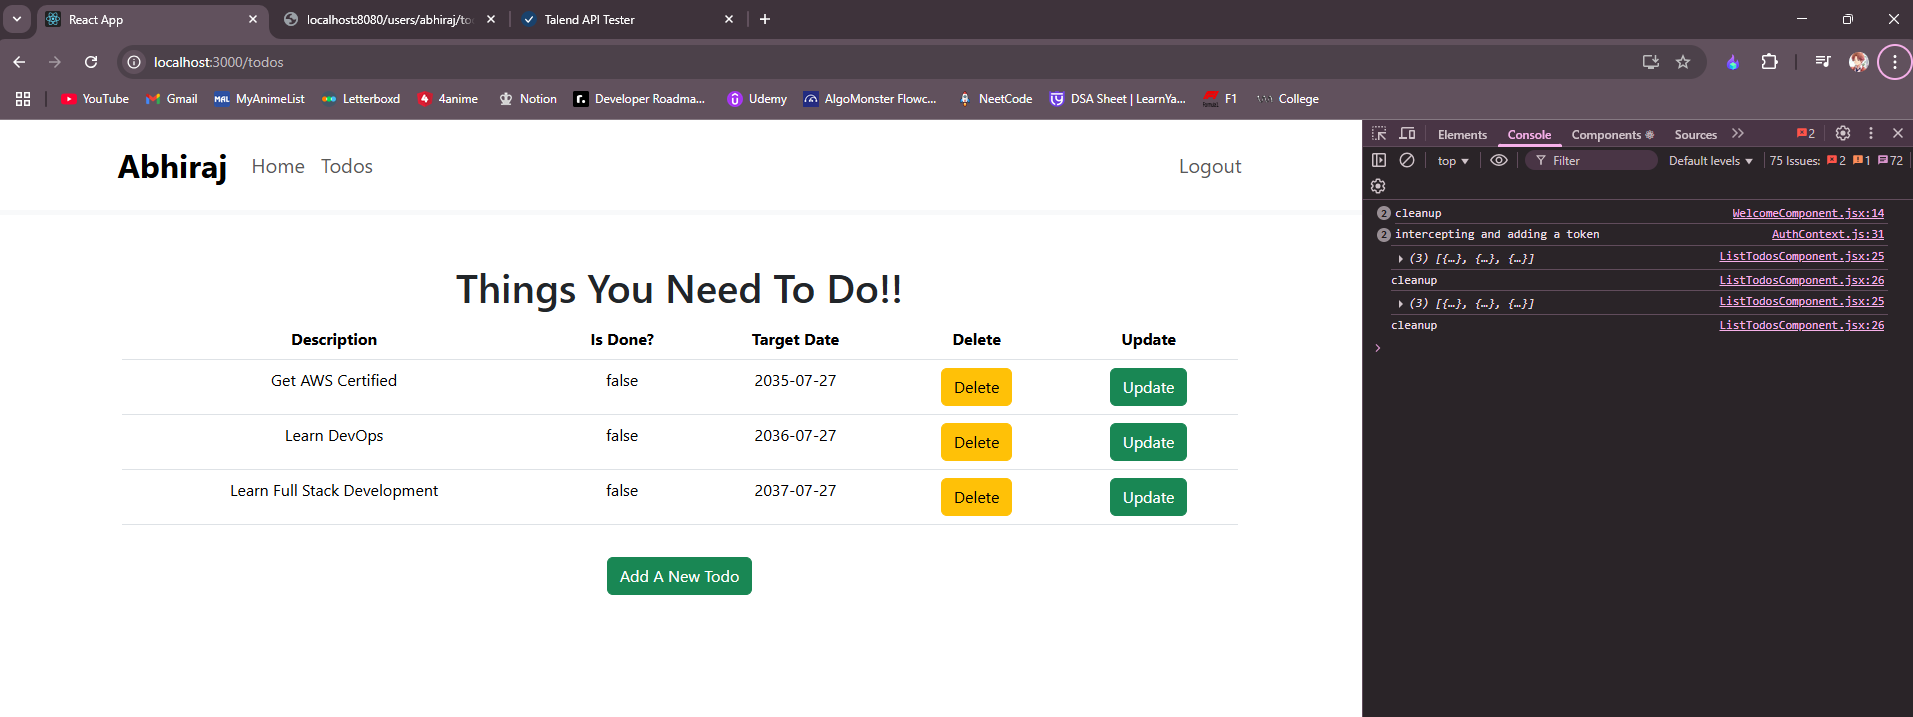 React App
localhost:8080/users/abhiraj/to
Talend API Tester
localhost:3000/todos
YouTube Gmail MAL MyAnimeList Letterboxd 4anime Notion r. Developer Roadma... Udemy AlgoMonster Flowc... NeetCode DSA Sheet | LearnYa... F1 College
Abhiraj Home Todos Logout
Things You Need To Do!!
Description Is Done? Target Date Delete Update
Get AWS Certified false 2035-07-27 Delete Update
Learn DevOps false 2036-07-27 Delete Update
Learn Full Stack Development false 2037-07-27 Delete Update
Add A New Todo
Elements Console Components Sources 2
top Filter Default levels 75 Issues: 2 1 72
2 cleanup WelcomeComponent.jsx:14
2 intercepting and adding a token AuthContext.js:31
(3) [{…}, {…}, {…}] ListTodosComponent.jsx:25
cleanup ListTodosComponent.jsx:26
(3) [{…}, {…}, {…}] ListTodosComponent.jsx:25
cleanup ListTodosComponent.jsx:26